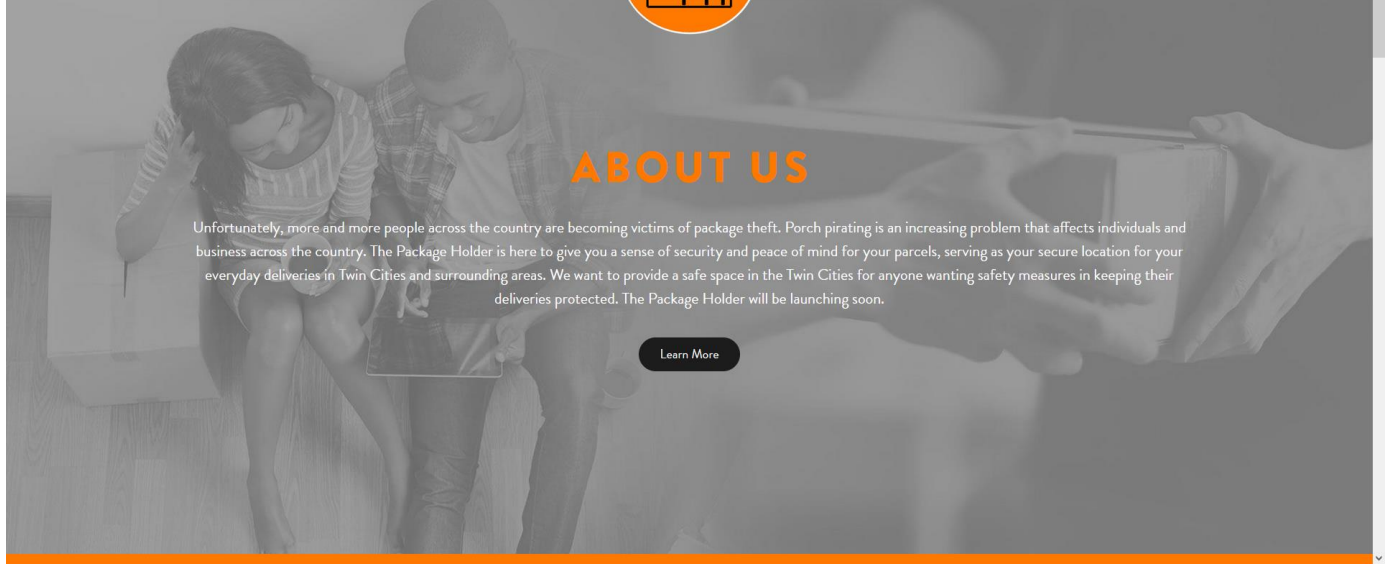 ABOUT US
Unfortunately, more and more people across the country are becoming victims of package theft. Porch pirating is an increasing problem that affects individuals and
business across the country. The Package Holder is here to give you a sense of security and peace of mind for your parcels, serving as your secure location for your
everyday deliveries in Twin Cities and surrounding areas. We want to provide a safe space in the Twin Cities for anyone wanting safety measures in keeping their
deliveries protected. The Package Holder will be launching soon.
Learn More